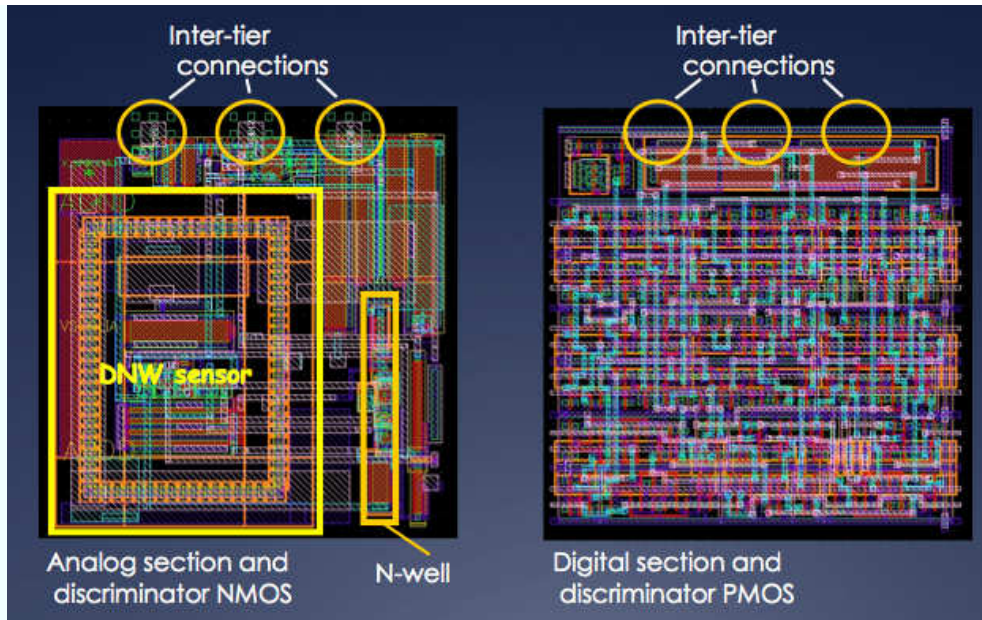 Inter-tier
connections
Inter-tier
connections
DNW sensor
Analog section and
discriminator NMOS
N-well
Digital section and
discriminator PMOS